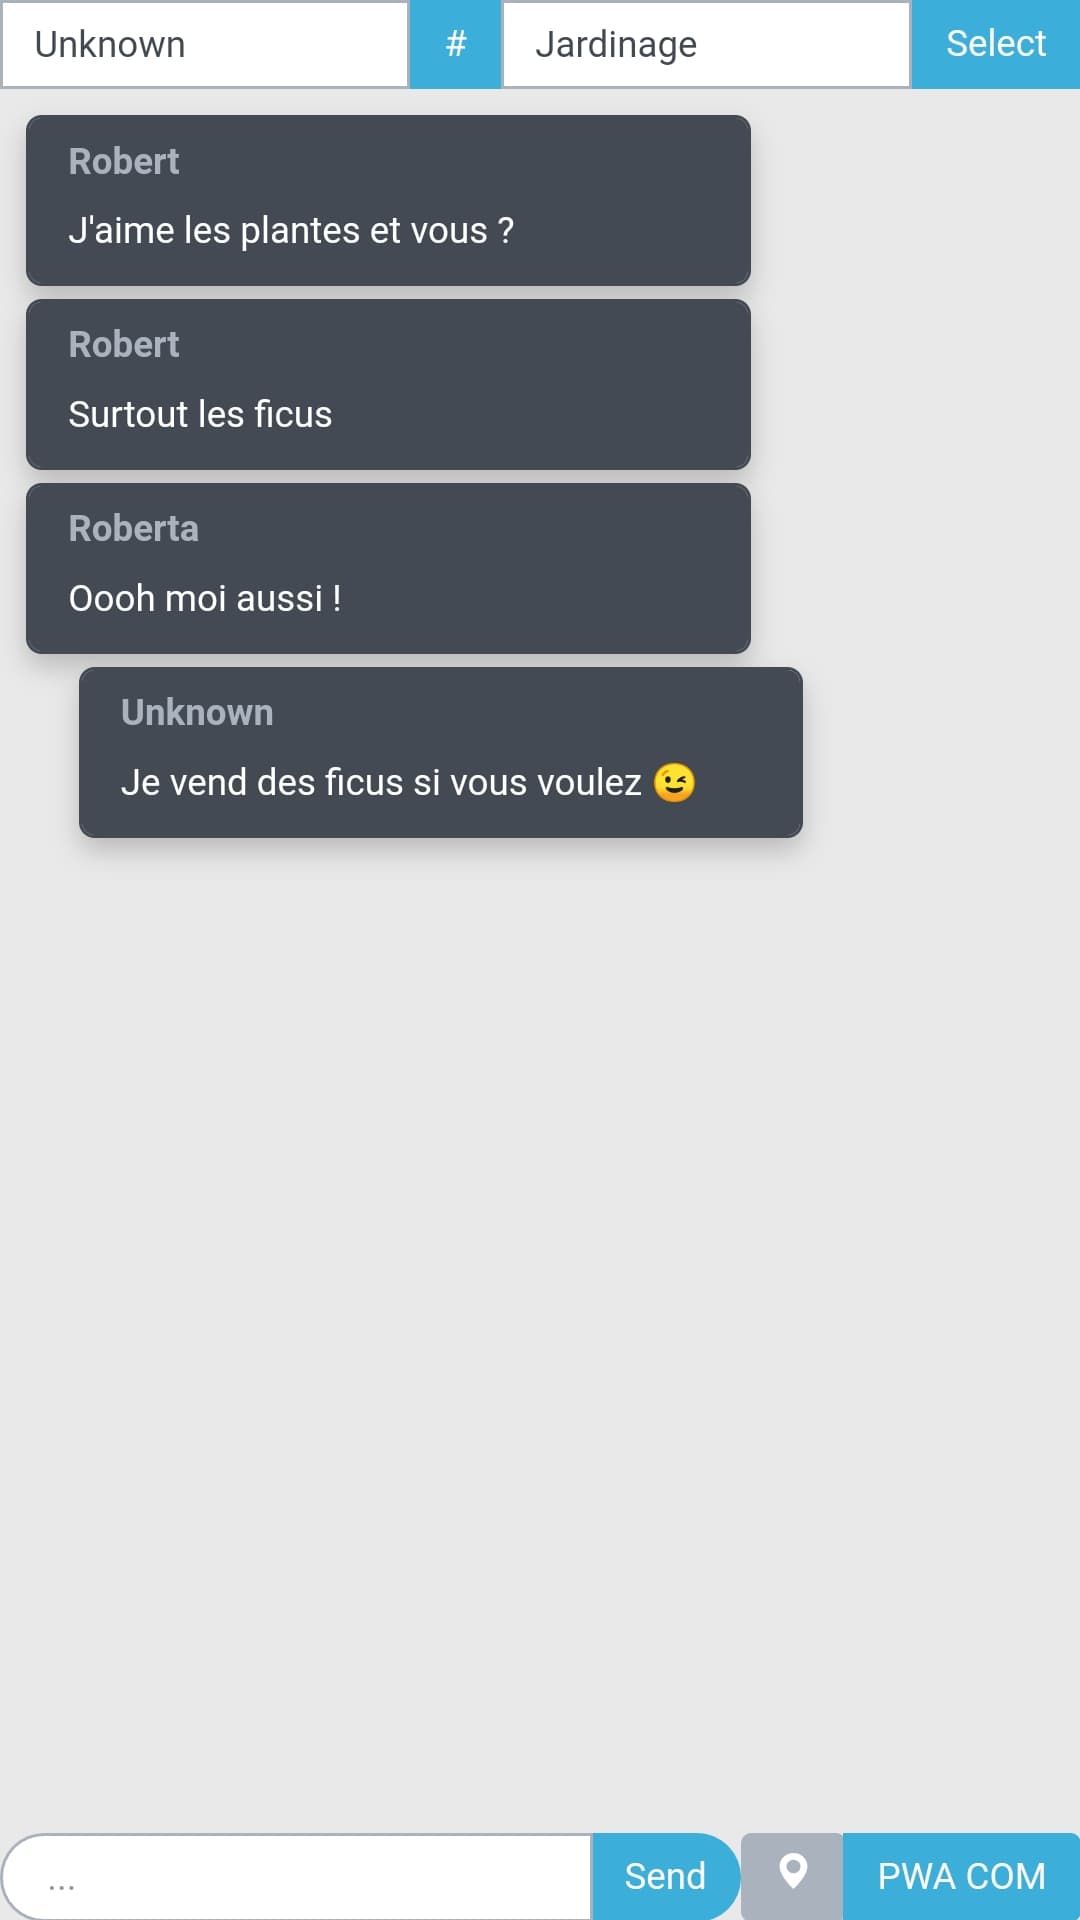 Unknown # Jardinage Select
Robert
J'aime les plantes et vous ?
Robert
Surtout les ficus
Roberta
Oooh moi aussi !
Unknown
Je vend des ficus si vous voulez 😉
... Send PWA COM